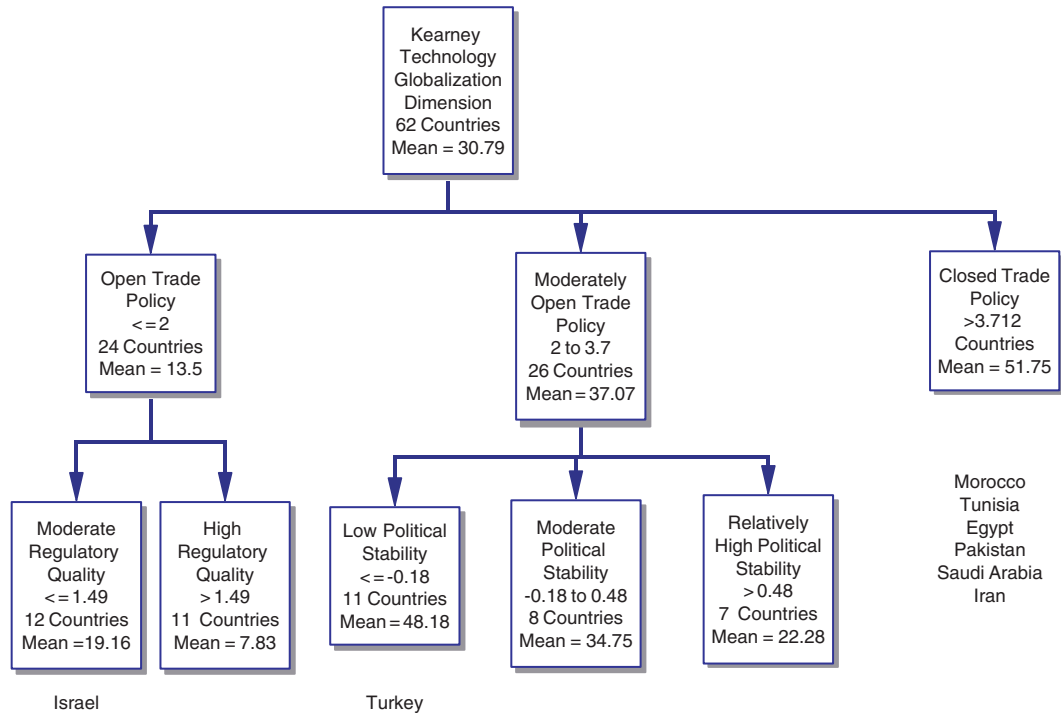 Kearney
Technology
Globalization
Dimension
62 Countries
Mean = 30.79
Open Trade
Policy
<=2
24 Countries
Mean = 13.5
Moderately
Open Trade
Policy
2 to 3.7
26 Countries
Mean = 37.07
Closed Trade
Policy
>3.712
Countries
Mean = 51.75
Moderate
Regulatory
Quality
<= 1.49
12 Countries
Mean =19.16
High
Regulatory
Quality
> 1.49
11 Countries
Mean = 7.83
Low Political
Stability
<=-0.18
11 Countries
Mean=48.18
Moderate
Political
Stability
-0.18 to 0.48
8 Countries
Mean = 34.75
Relatively
High Political
Stability
> 0.48
7 Countries
Mean = 22.28
Morocco
Tunisia
Egypt
Pakistan
Saudi Arabia
Iran
Israel
Turkey